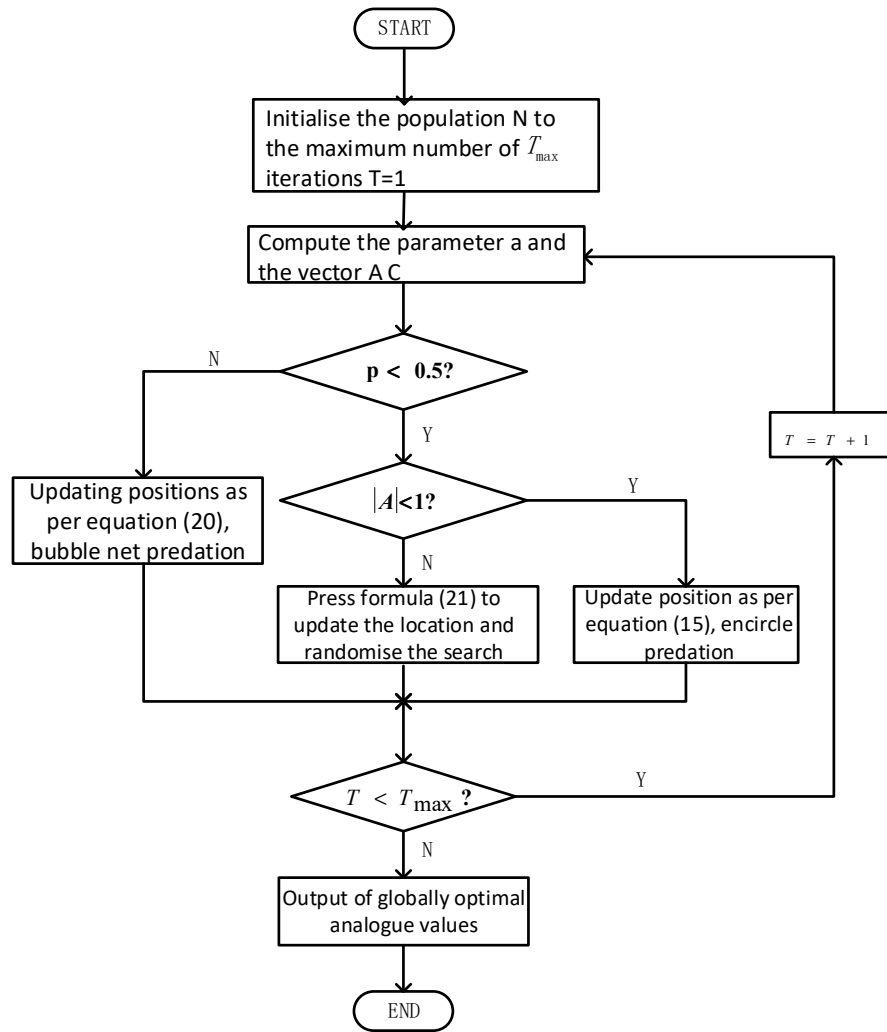 START
Initialise the population N to
the maximum number of T_max
iterations T=1
Compute the parameter a and
the vector A C
N
p < 0.5?
Y
T = T + 1
Updating positions as
per equation (20),
bubble net predation
|A|<1?
Y
N
Press formula (21) to
update the location and
randomise the search
Update position as per
equation (15), encircle
predation
T < T_max ?
Y
N
Output of globally optimal
analogue values
END